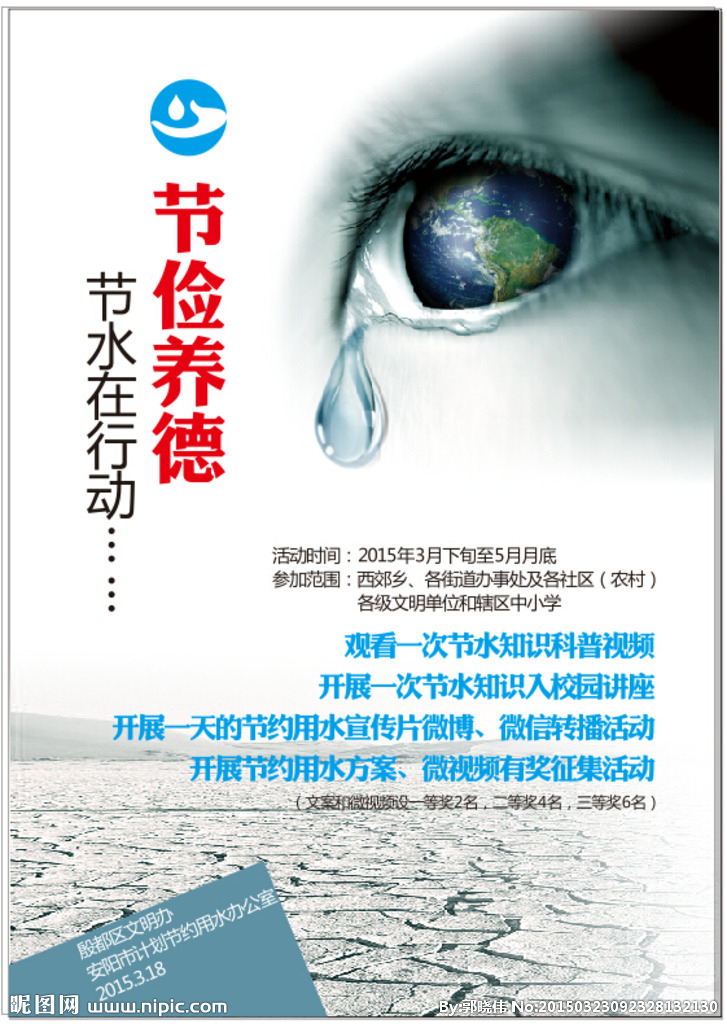 节俭养德
节水在行动……
活动时间：2015年3月下旬至5月月底
参加范围：西郊乡、各街道办事处及各社区（农村）
各级文明单位和辖区中小学
观看一次节水知识科普视频
开展一次节水知识入校园讲座
开展一天的节约用水宣传片微博、微信转播活动
开展节约用水方案、微视频有奖征集活动
（文案和微视频设一等奖2名，二等奖4名，三等奖6名）
殷都区文明办
安阳市计划节约用水办公室
2015.3.18
昵图网 www.nipic.com
By:郭晓伟 No.20150323092328132130